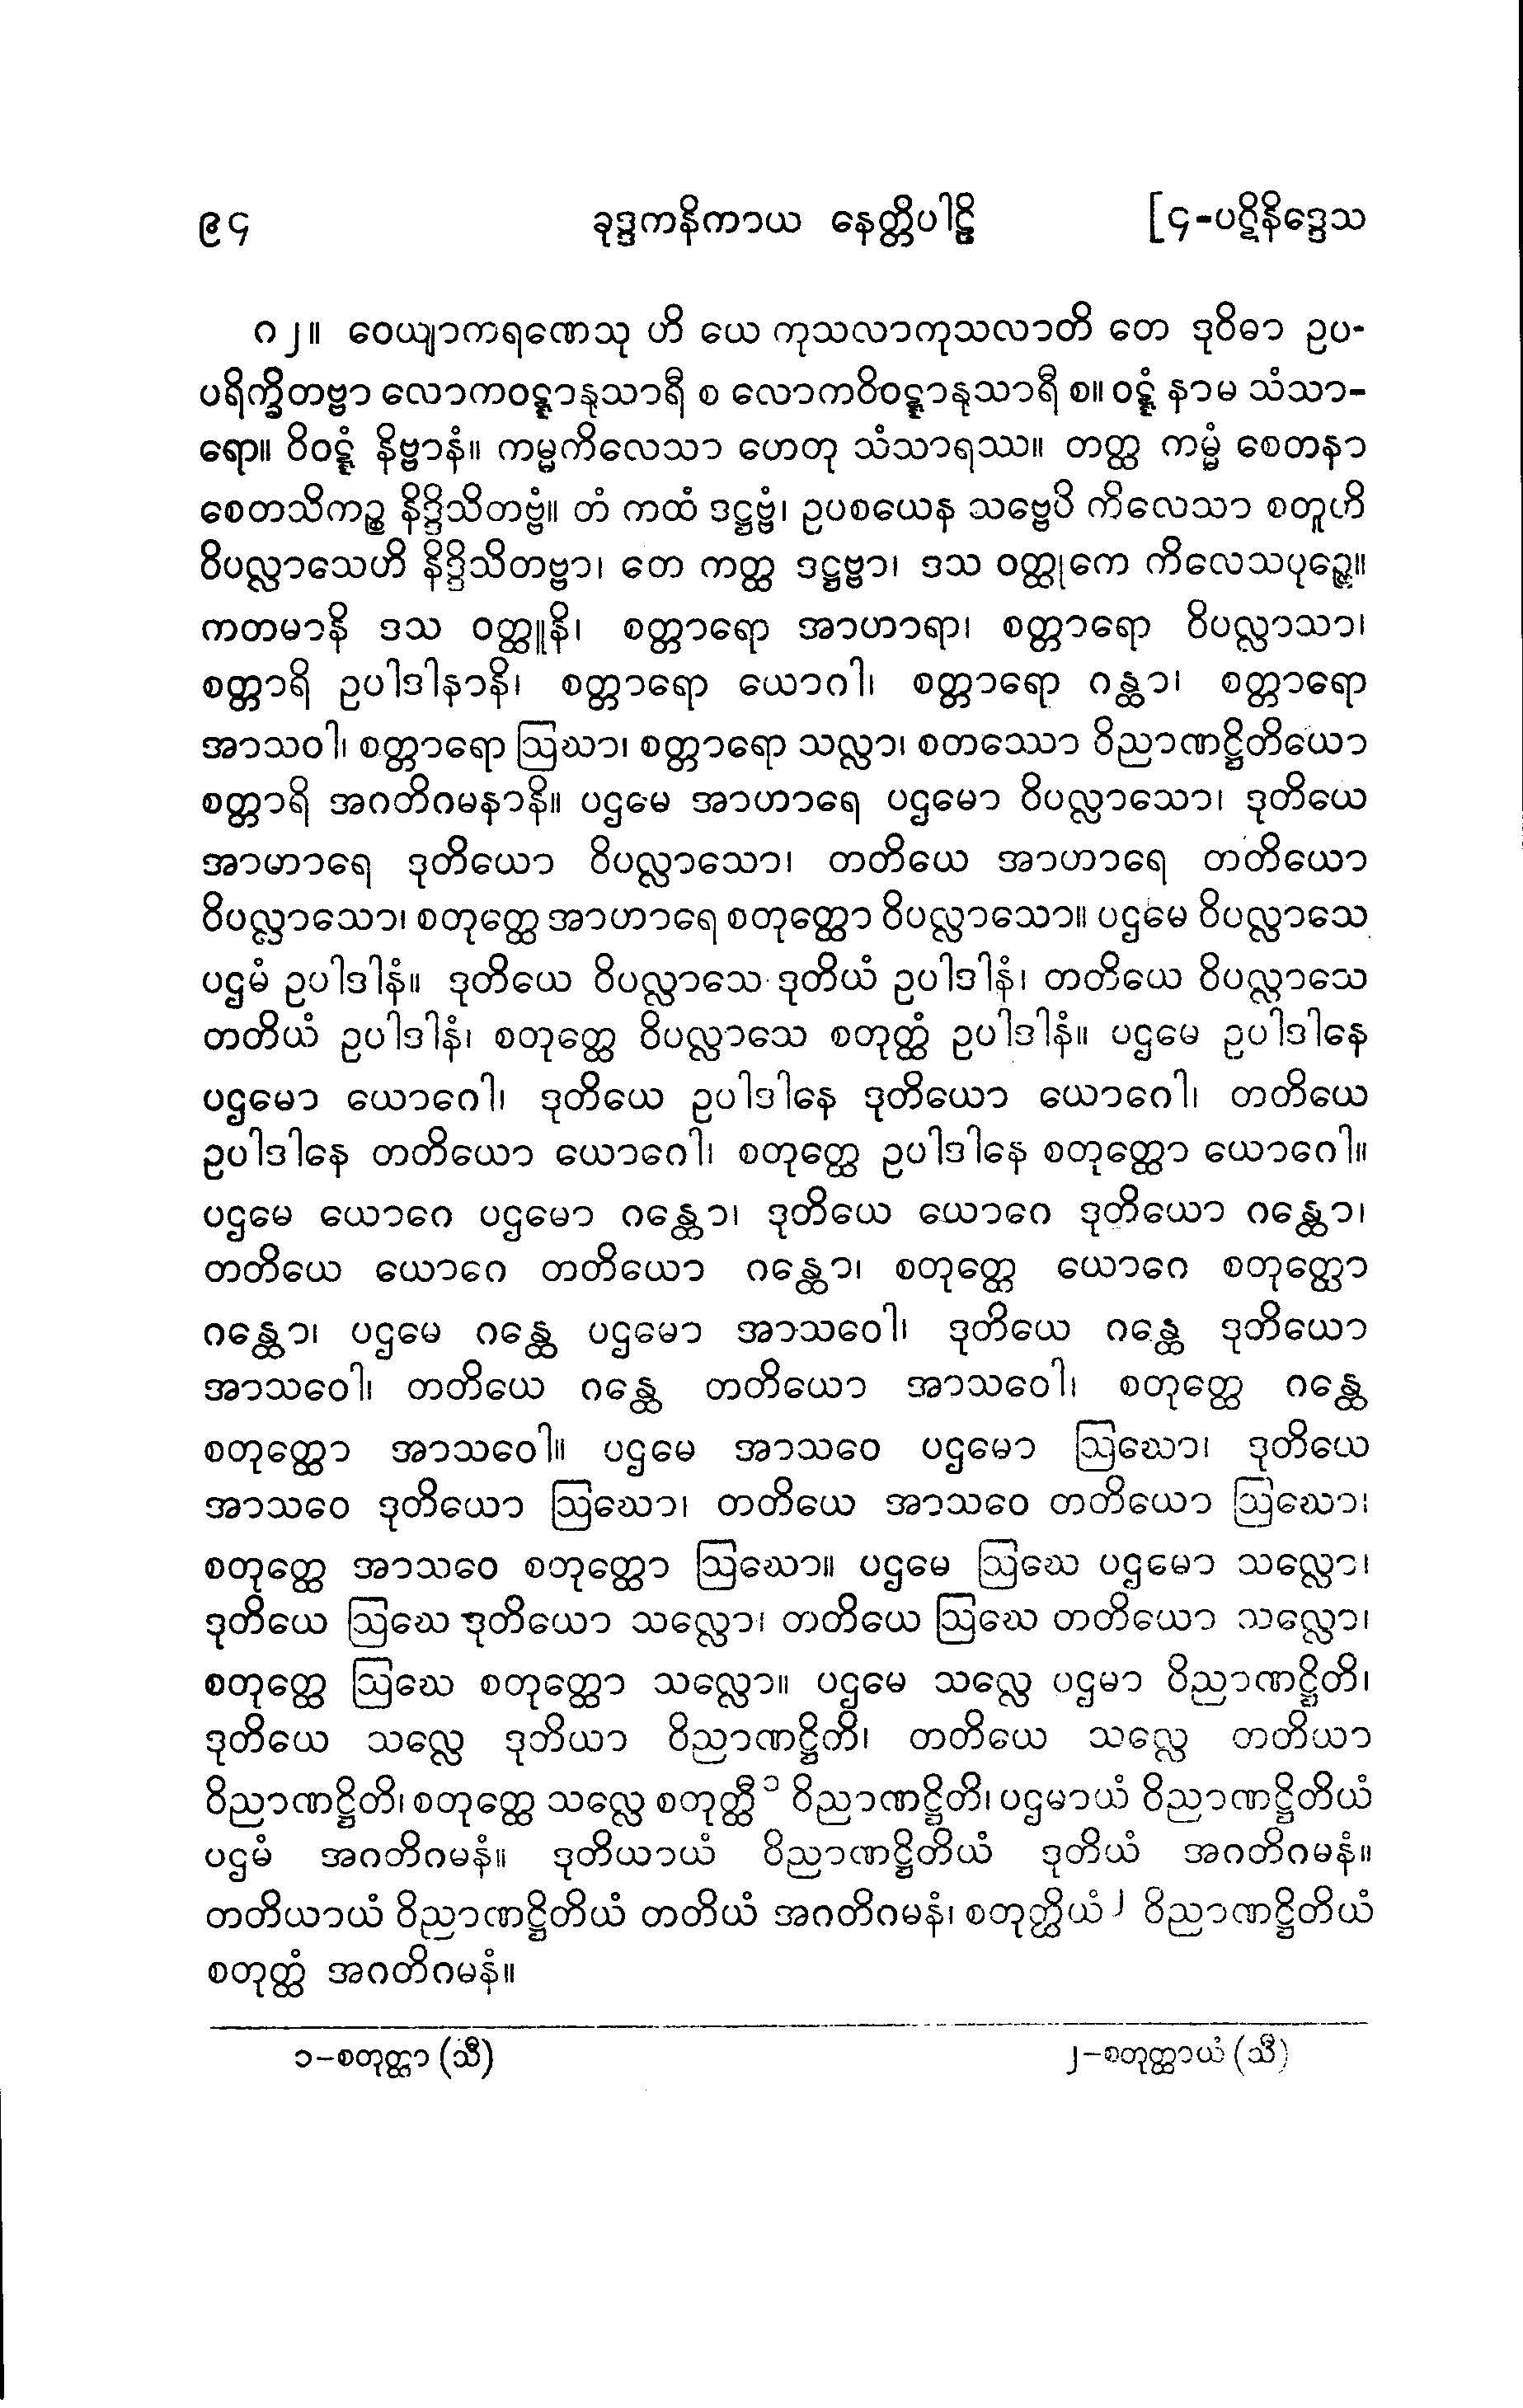 ၉၄ ခုဒ္ဒကနိကာယ နေတ္တိပါဠိ [၄-ပဋိနိဒ္ဒေသ
၈၂။ ဝေယျာကရဏေသု ဟိ ယေ ကုသလာကုသလာတိ တေ ဒုဝိဓာ ဥပ-
ပရိက္ခိတဗ္ဗာ လောကဝဋ္ဋာနုသာရီ စ လောကဝိဝဋ္ဋာနုသာရီ စ။ ဝဋ္ဋံ နာမ သံသာ-
ရော။ ဝိဝဋ္ဋံ နိဗ္ဗာနံ။ ကမ္မကိလေသာ ဟေတု သံသာရဿ။ တတ္ထ ကမ္မံ စေတနာ
စေတသိကဉ္စ နိဒ္ဒိသိတဗ္ဗံ။ တံ ကထံ ဒဋ္ဌဗ္ဗံ၊ ဥပစယေန သဗ္ဗေပိ ကိလေသာ စတူဟိ
ဝိပလ္လာသေဟိ နိဒ္ဒိသိတဗ္ဗာ၊ တေ ကတ္ထ ဒဋ္ဌဗ္ဗာ၊ ဒသ ဝတ္ထုကေ ကိလေသပုဉ္ဇေ။
ကတမာနိ ဒသ ဝတ္ထူနိ၊ စတ္တာရော အာဟာရာ၊ စတ္တာရော ဝိပလ္လာသာ၊
စတ္တာရိ ဥပါဒါနာနိ၊ စတ္တာရော ယောဂါ၊ စတ္တာရော ဂန္ထာ၊ စတ္တာရော
အာသဝါ၊ စတ္တာရော ဩဃာ၊ စတ္တာရော သလ္လာ၊ စတဿော ဝိညာဏဋ္ဌိတိယော
စတ္တာရိ အဂတိဂမနာနိ။ ပဌမေ အာဟာရေ ပဌမော ဝိပလ္လာသော၊ ဒုတိယေ
အာဟာရေ ဒုတိယော ဝိပလ္လာသော၊ တတိယေ အာဟာရေ တတိယော
ဝိပလ္လာသော၊ စတုတ္ထေ အာဟာရေ စတုတ္ထော ဝိပလ္လာသော။ ပဌမေ ဝိပလ္လာသေ
ပဌမံ ဥပါဒါနံ။ ဒုတိယေ ဝိပလ္လာသေ ဒုတိယံ ဥပါဒါနံ၊ တတိယေ ဝိပလ္လာသေ
တတိယံ ဥပါဒါနံ၊ စတုတ္ထေ ဝိပလ္လာသေ စတုတ္ထံ ဥပါဒါနံ။ ပဌမေ ဥပါဒါနေ
ပဌမော ယောဂေါ၊ ဒုတိယေ ဥပါဒါနေ ဒုတိယော ယောဂေါ၊ တတိယေ
ဥပါဒါနေ တတိယော ယောဂေါ၊ စတုတ္ထေ ဥပါဒါနေ စတုတ္ထော ယောဂေါ။
ပဌမေ ယောဂေ ပဌမော ဂန္ထော၊ ဒုတိယေ ယောဂေ ဒုတိယော ဂန္ထော၊
တတိယေ ယောဂေ တတိယော ဂန္ထော၊ စတုတ္ထေ ယောဂေ စတုတ္ထော
ဂန္ထော၊ ပဌမေ ဂန္ထေ ပဌမော အာသဝေါ၊ ဒုတိယေ ဂန္ထေ ဒုတိယော
အာသဝေါ၊ တတိယေ ဂန္ထေ တတိယော အာသဝေါ၊ စတုတ္ထေ ဂန္ထေ
စတုတ္ထော အာသဝေါ။ ပဌမေ အာသဝေ ပဌမော ဩဃော၊ ဒုတိယေ
အာသဝေ ဒုတိယော ဩဃော၊ တတိယေ အာသဝေ တတိယော ဩဃော၊
စတုတ္ထေ အာသဝေ စတုတ္ထော ဩဃော။ ပဌမေ ဩဃေ ပဌမော သလ္လော၊
ဒုတိယေ ဩဃေ ဒုတိယော သလ္လော၊ တတိယေ ဩဃေ တတိယော သလ္လော၊
စတုတ္ထေ ဩဃေ စတုတ္ထော သလ္လော။ ပဌမေ သလ္လေ ပဌမာ ဝိညာဏဋ္ဌိတိ၊
ဒုတိယေ သလ္လေ ဒုတိယာ ဝိညာဏဋ္ဌိတိ၊ တတိယေ သလ္လေ တတိယာ
ဝိညာဏဋ္ဌိတိ၊ စတုတ္ထေ သလ္လေ စတုတ္ထီ ၁ ဝိညာဏဋ္ဌိတိ၊ ပဌမာယံ ဝိညာဏဋ္ဌိတိယံ
ပဌမံ အဂတိဂမနံ။ ဒုတိယာယံ ဝိညာဏဋ္ဌိတိယံ ဒုတိယံ အဂတိဂမနံ။
တတိယာယံ ဝိညာဏဋ္ဌိတိယံ တတိယံ အဂတိဂမနံ၊ စတုတ္ထိယံ ၂ ဝိညာဏဋ္ဌိတိယံ
စတုတ္ထံ အဂတိဂမနံ။
၁-စတုတ္ထာ (သီ) ၂-စတုတ္ထာယံ (သီ)